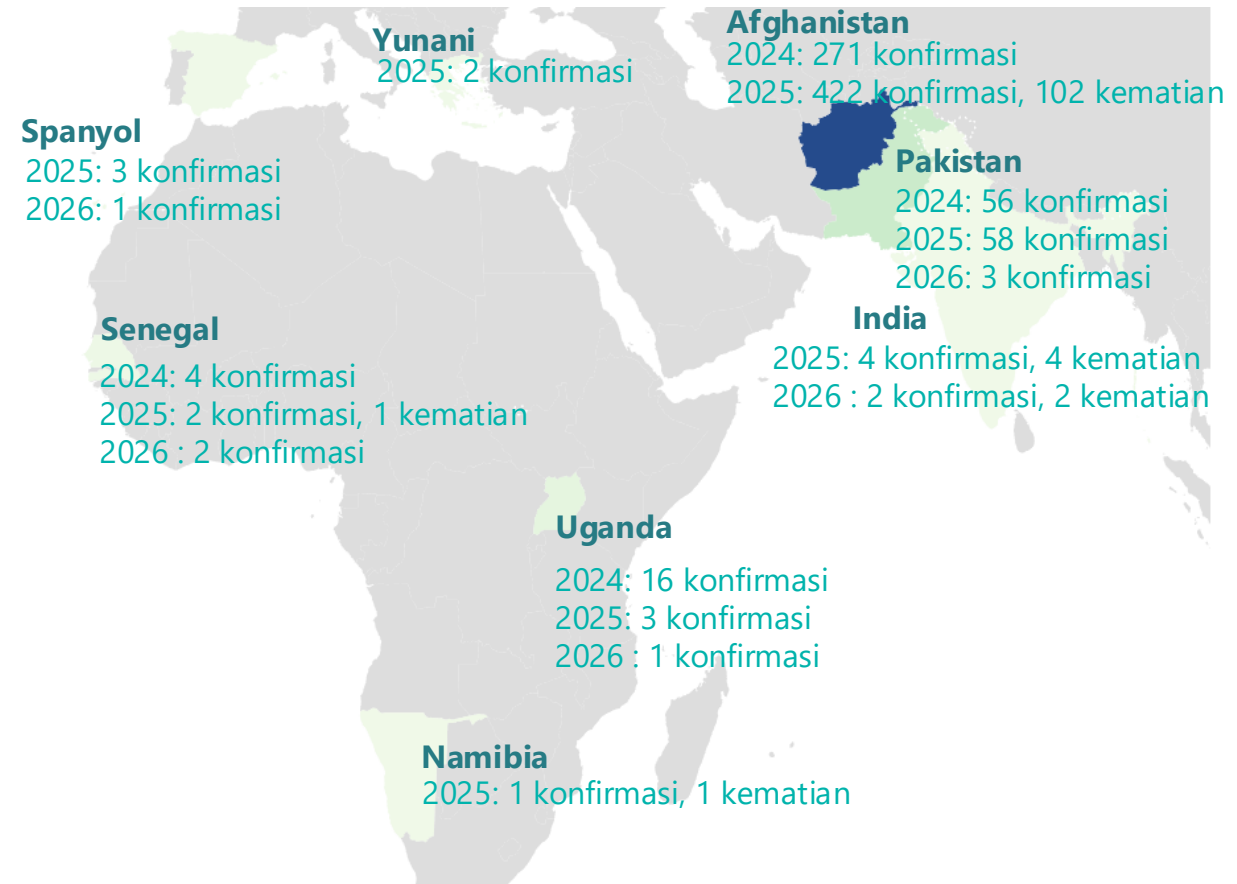 Yunani
2025: 2 konfirmasi
Afghanistan
2024: 271 konfirmasi
2025: 422 konfirmasi, 102 kematian
Spanyol
2025: 3 konfirmasi
2026: 1 konfirmasi
Pakistan
2024: 56 konfirmasi
2025: 58 konfirmasi
2026: 3 konfirmasi
India
2025: 4 konfirmasi, 4 kematian
2026 : 2 konfirmasi, 2 kematian
Senegal
2024: 4 konfirmasi
2025: 2 konfirmasi, 1 kematian
2026 : 2 konfirmasi
Uganda
2024: 16 konfirmasi
2025: 3 konfirmasi
2026 : 1 konfirmasi
Namibia
2025: 1 konfirmasi, 1 kematian